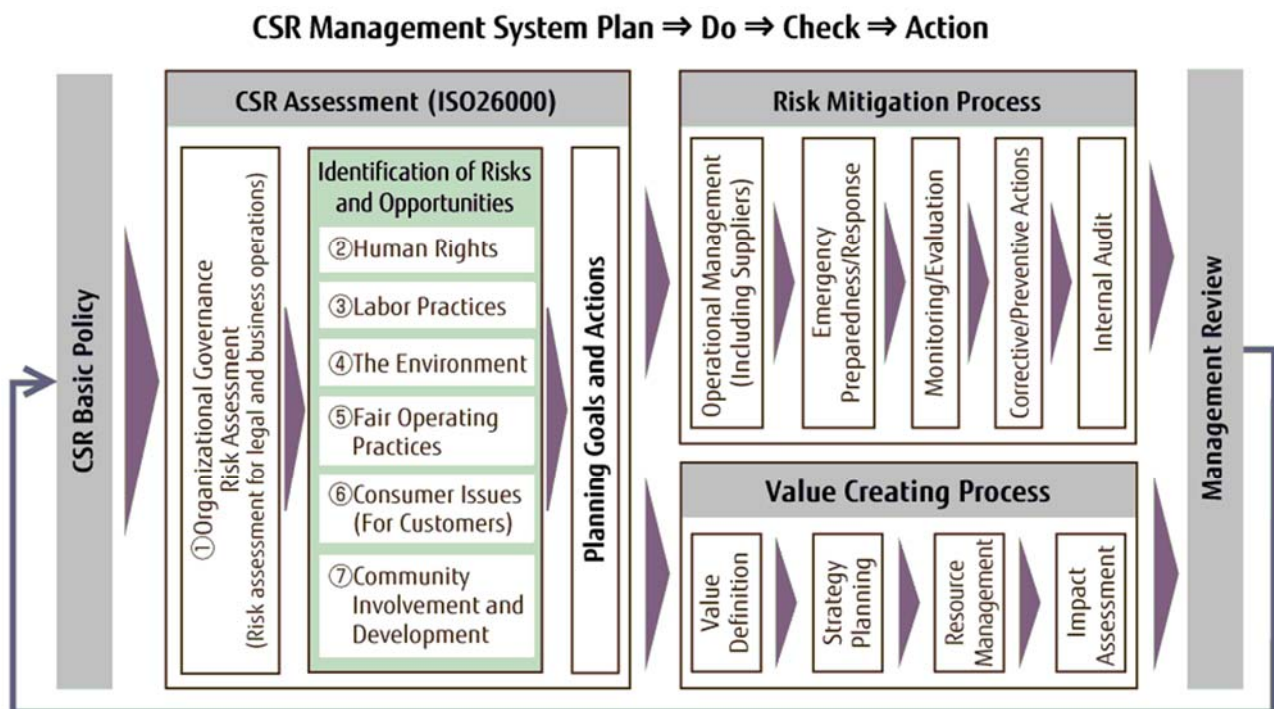 CSR Management System Plan ⇒ Do ⇒ Check ⇒ Action
CSR Basic Policy
CSR Assessment (ISO26000)
①Organizational Governance
Risk Assessment
(Risk assessment for legal and business operations)
Identification of Risks
and Opportunities
②Human Rights
③Labor Practices
④The Environment
⑤Fair Operating
Practices
⑥Consumer Issues
(For Customers)
⑦Community
Involvement and
Development
Planning Goals and Actions
Risk Mitigation Process
Operational Management
(Including Suppliers)
Emergency
Preparedness/Response
Monitoring/Evaluation
Corrective/Preventive Actions
Internal Audit
Value Creating Process
Value
Definition
Strategy
Planning
Resource
Management
Impact
Assessment
Management Review